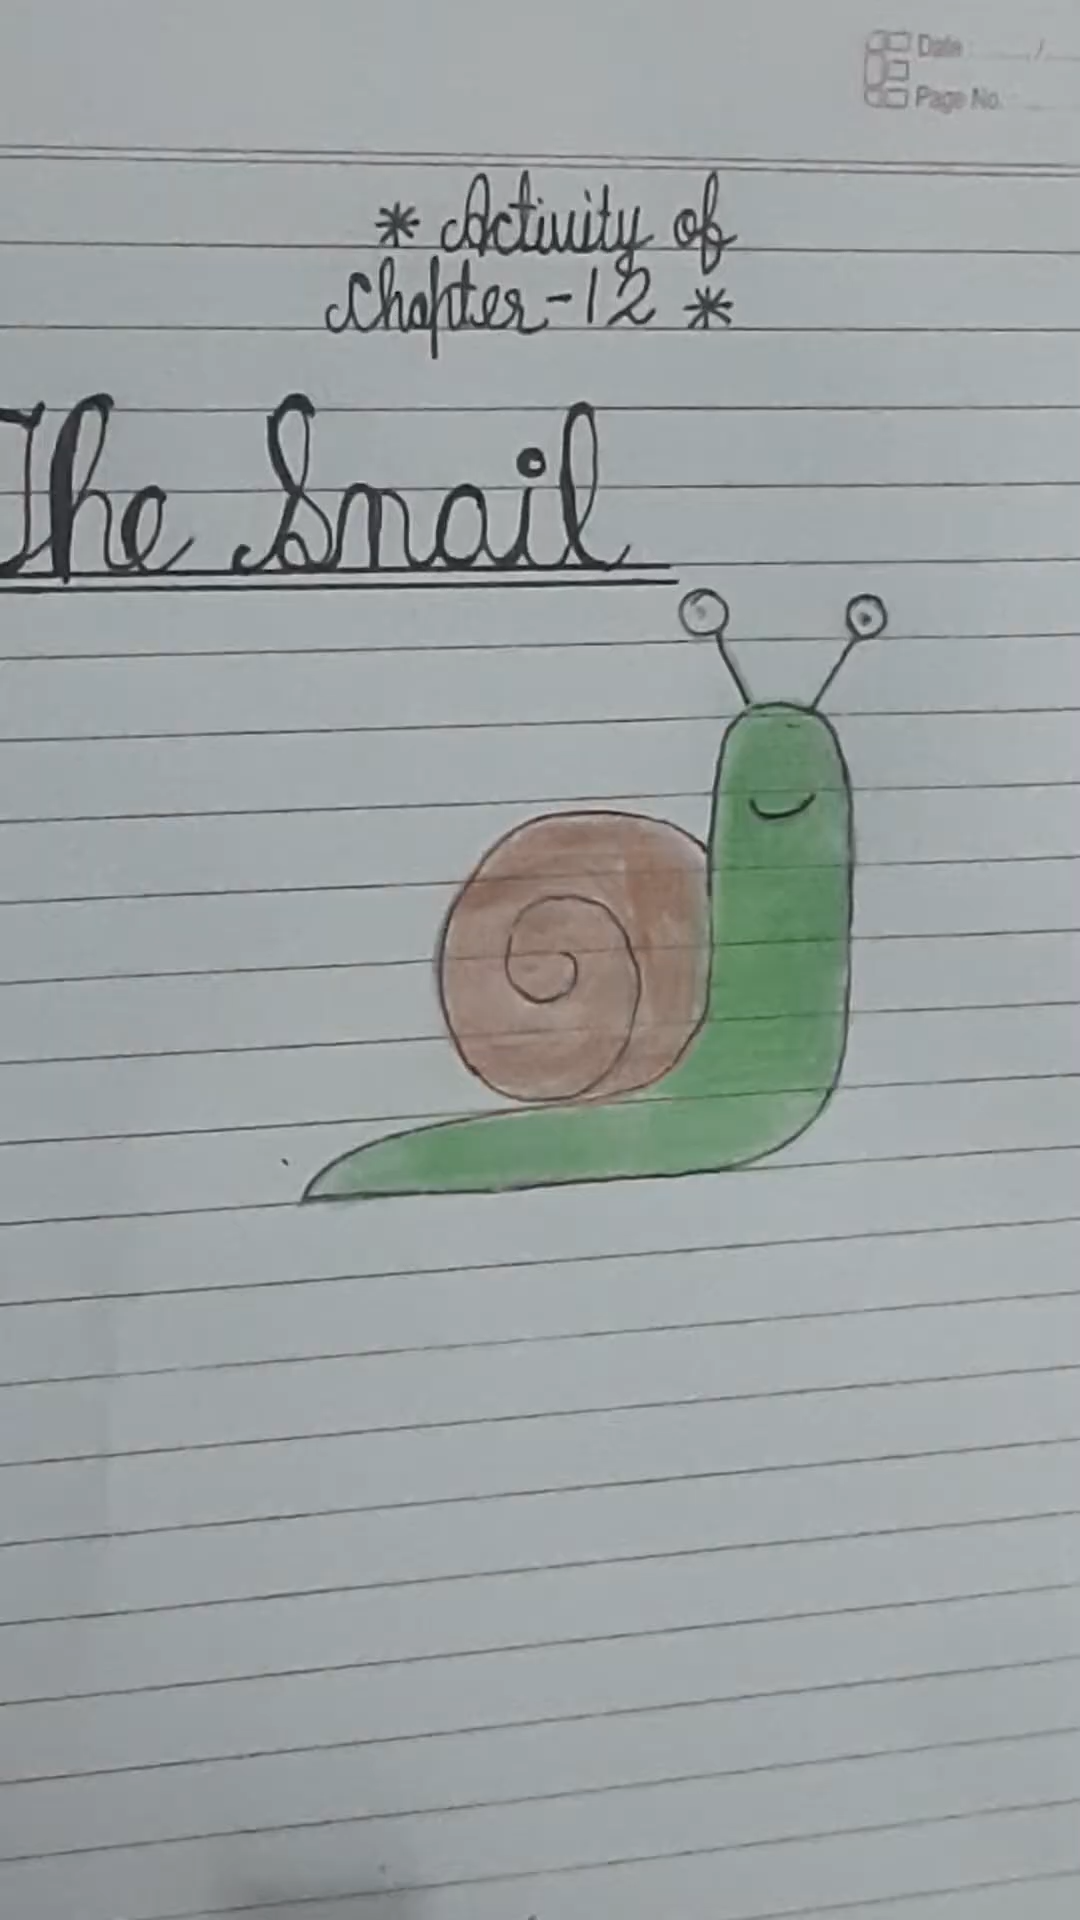 Date : ....... / ....
Page No. : ....
* Activity of
Chapter-12 *
The Snail